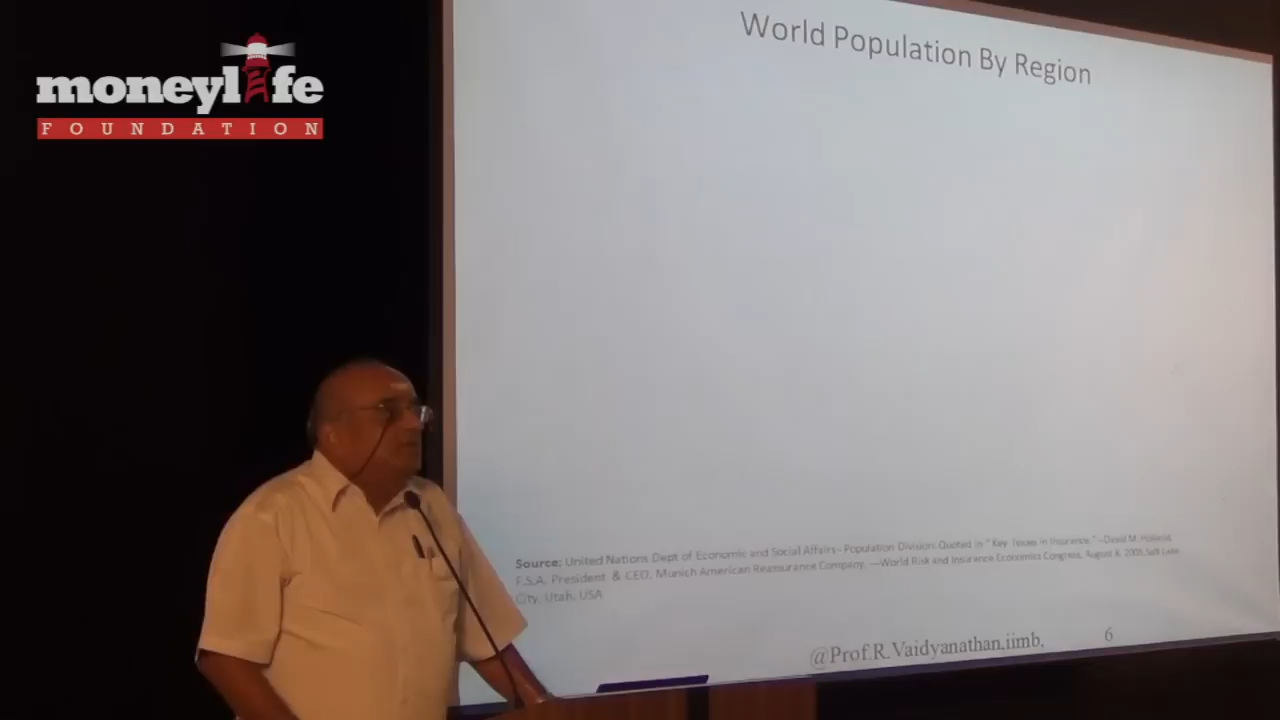 moneylife
FOUNDATION
World Population By Region
Source: United Nations Dept of Economic and Social Affairs - Population Division: Quoted in " Key Issues in Insurance." –David M. Holland
F.S.A. President & CEO, Munich American Reassurance Company. —World Risk and Insurance Economics Congress, August 8, 2005, Salt Lake
City, Utah, USA
@Prof.R.Vaidyanathan,iimb,
6